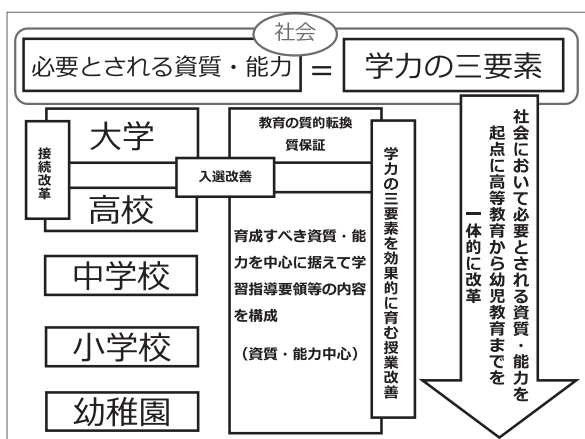 社会
必要とされる資質・能力
=
学力の三要素
大学
接続改革
高校
中学校
小学校
幼稚園
入選改善
教育の質的転換
質保証
育成すべき資質・能
力を中心に据えて学
習指導要領等の内容
を構成
（資質・能力中心）
学力の三要素を効果的に育む授業改善
社会において必要とされる資質・能力を
起点に高等教育から幼児教育までを
一体的に改革